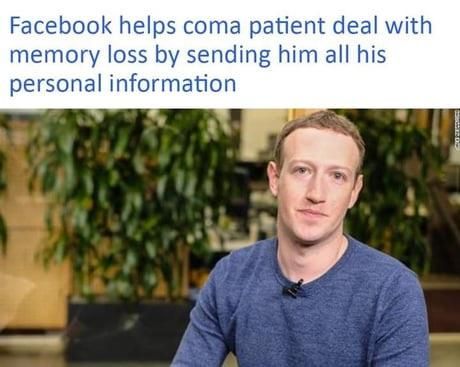 Facebook helps coma patient deal with
memory loss by sending him all his
personal information